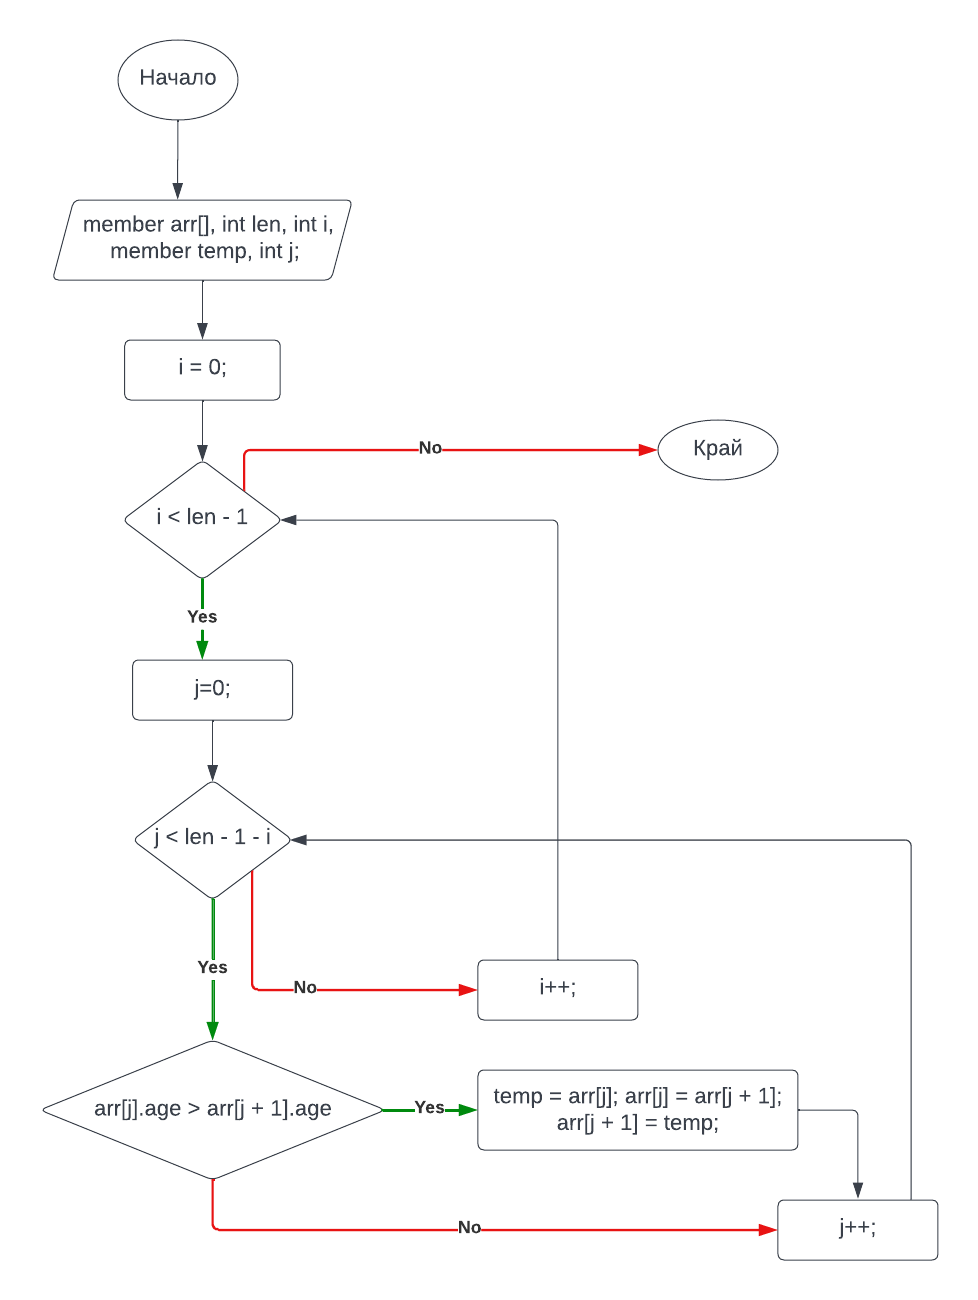 Начало
member arr[], int len, int i,
member temp, int j;
i = 0;
No
Край
i < len - 1
Yes
j=0;
j < len - 1 - i
Yes
No
i++;
arr[j].age > arr[j + 1].age
Yes
temp = arr[j]; arr[j] = arr[j + 1];
arr[j + 1] = temp;
No
j++;